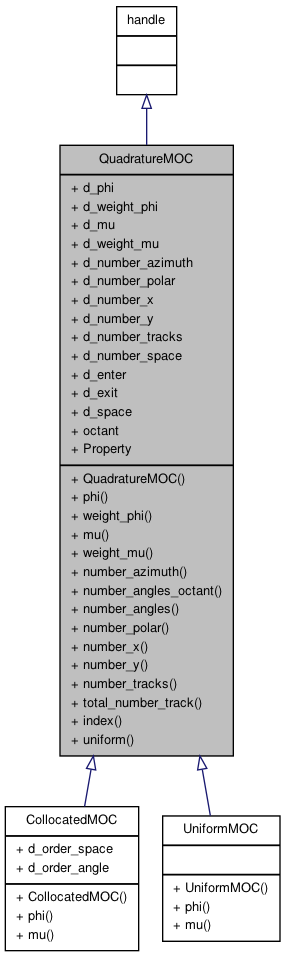 handle
QuadratureMOC
+ d_phi
+ d_weight_phi
+ d_mu
+ d_weight_mu
+ d_number_azimuth
+ d_number_polar
+ d_number_x
+ d_number_y
+ d_number_tracks
+ d_number_space
+ d_enter
+ d_exit
+ d_space
+ octant
+ Property
+ QuadratureMOC()
+ phi()
+ weight_phi()
+ mu()
+ weight_mu()
+ number_azimuth()
+ number_angles_octant()
+ number_angles()
+ number_polar()
+ number_x()
+ number_y()
+ number_tracks()
+ total_number_track()
+ index()
+ uniform()
CollocatedMOC
+ d_order_space
+ d_order_angle
+ CollocatedMOC()
+ phi()
+ mu()
UniformMOC
+ UniformMOC()
+ phi()
+ mu()